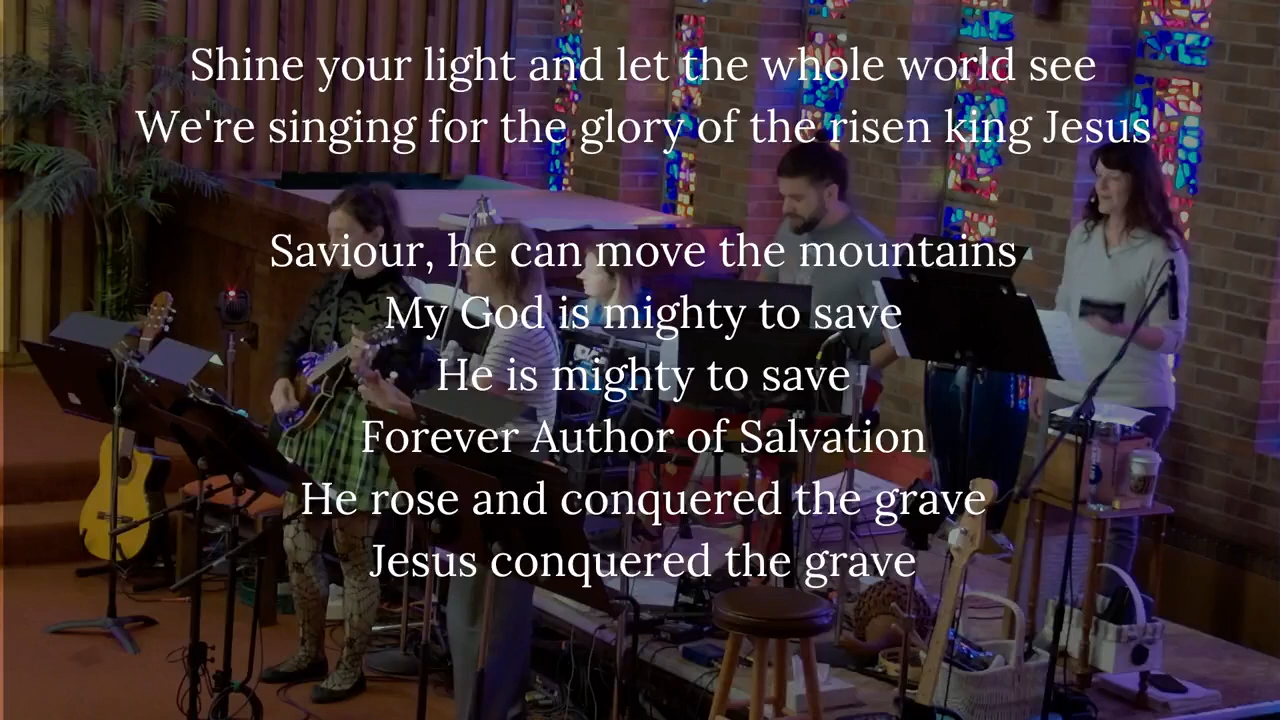 Shine your light and let the whole world see
We're singing for the glory of the risen king Jesus
Saviour, he can move the mountains
My God is mighty to save
He is mighty to save
Forever Author of Salvation
He rose and conquered the grave
Jesus conquered the grave